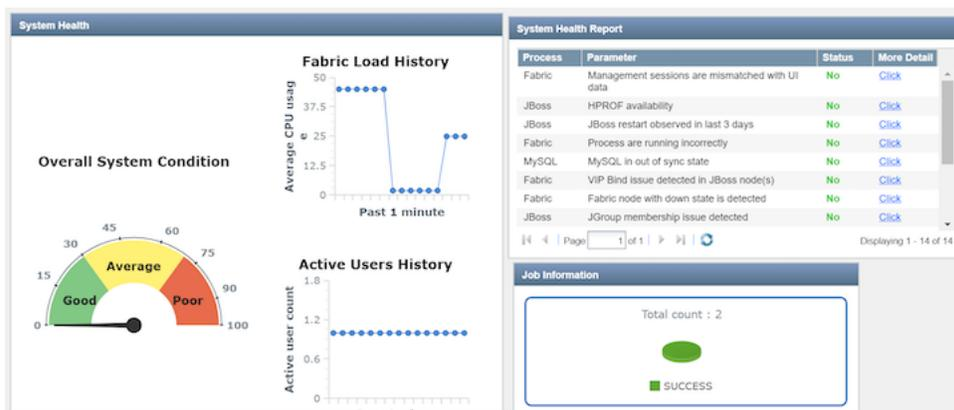 System Health
Fabric Load History
50
37.5
25
12.5
0
Average CPU usag
e
Past 1 minute
Overall System Condition
0
15
30
45
60
75
90
100
Good
Average
Poor
Active Users History
1.8
1.2
0.6
0
Active user count
System Health Report
Process Parameter Status More Detail
Fabric Management sessions are mismatched with UI No Click
data
JBoss HPROF availability No Click
JBoss JBoss restart observed in last 3 days No Click
Fabric Process are running incorrectly No Click
MySQL MySQL in out of sync state No Click
Fabric VIP Bind issue detected in JBoss node(s) No Click
Fabric Fabric node with down state is detected No Click
JBoss JGroup membership issue detected No Click
Page 1 of 1 Displaying 1 - 14 of 14
Job Information
Total count : 2
SUCCESS